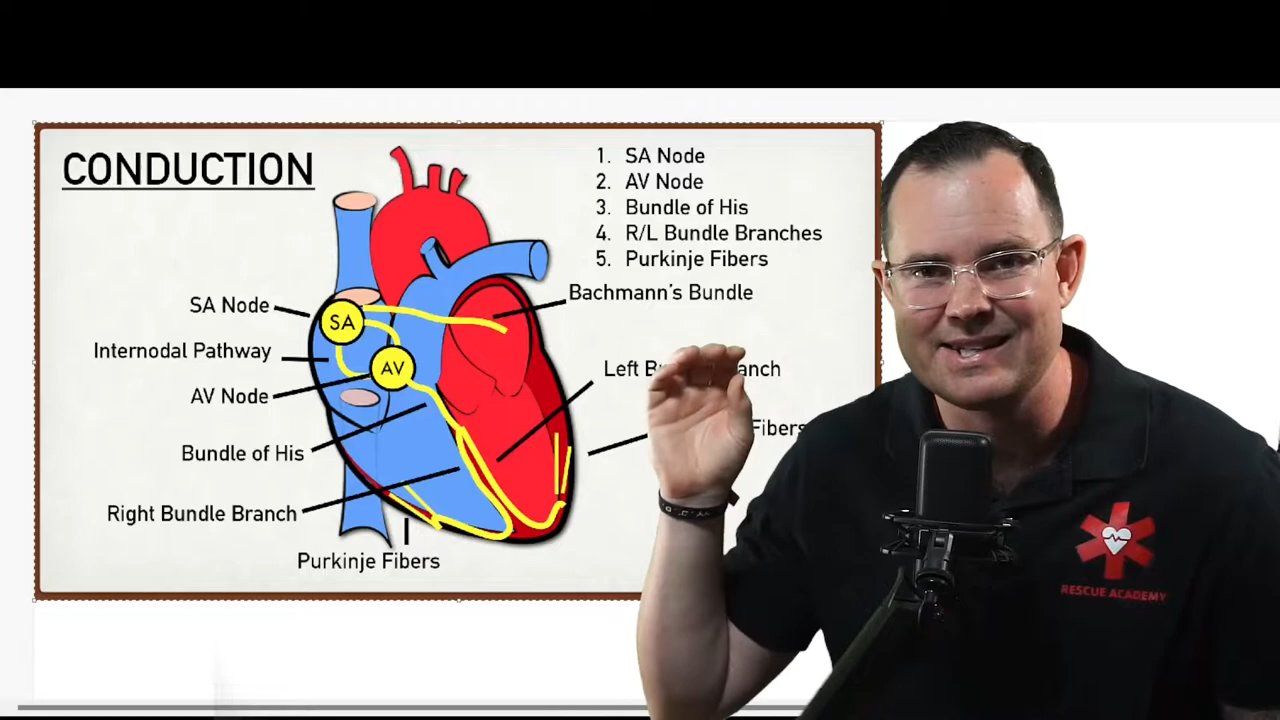 CONDUCTION
1. SA Node
2. AV Node
3. Bundle of His
4. R/L Bundle Branches
5. Purkinje Fibers
Bachmann's Bundle
SA Node
SA
Internodal Pathway
AV
AV Node
Left
Fibers
Bundle of His
Right Bundle Branch
Purkinje Fibers
RESCUE ACADEMY